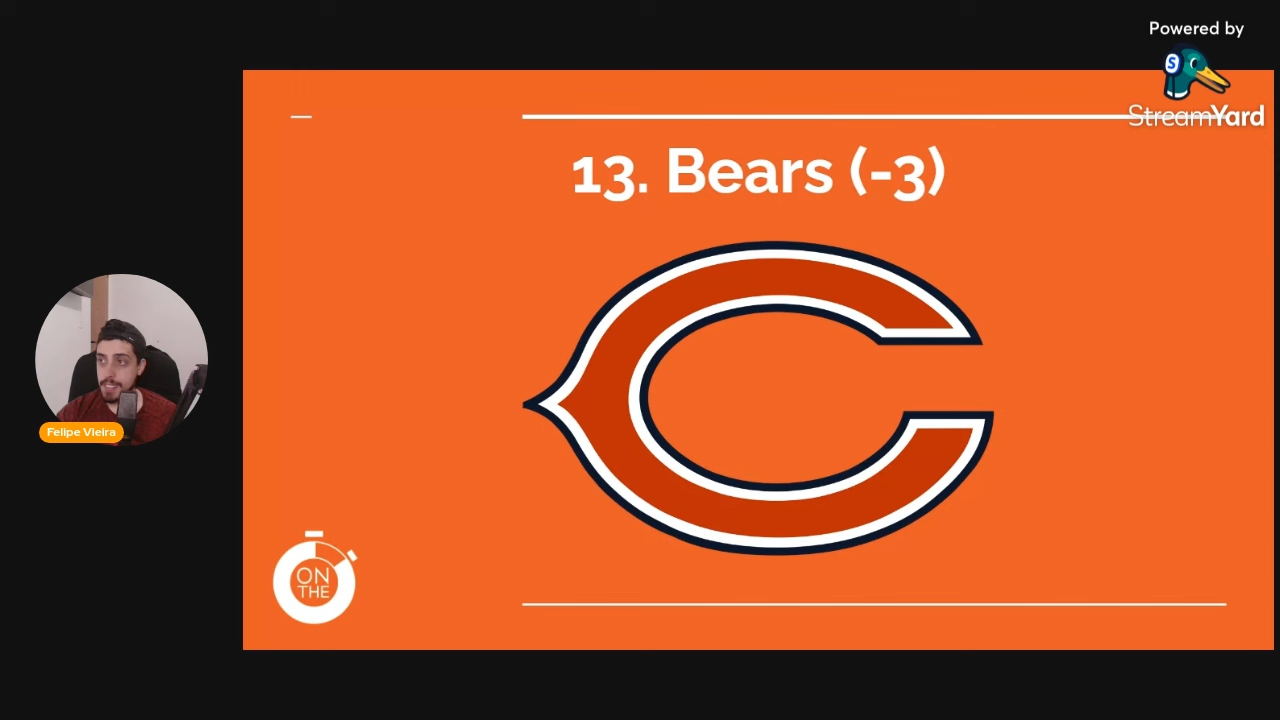 Powered by
S
StreamYard
13. Bears (-3)
Felipe Vieira
ON
THE